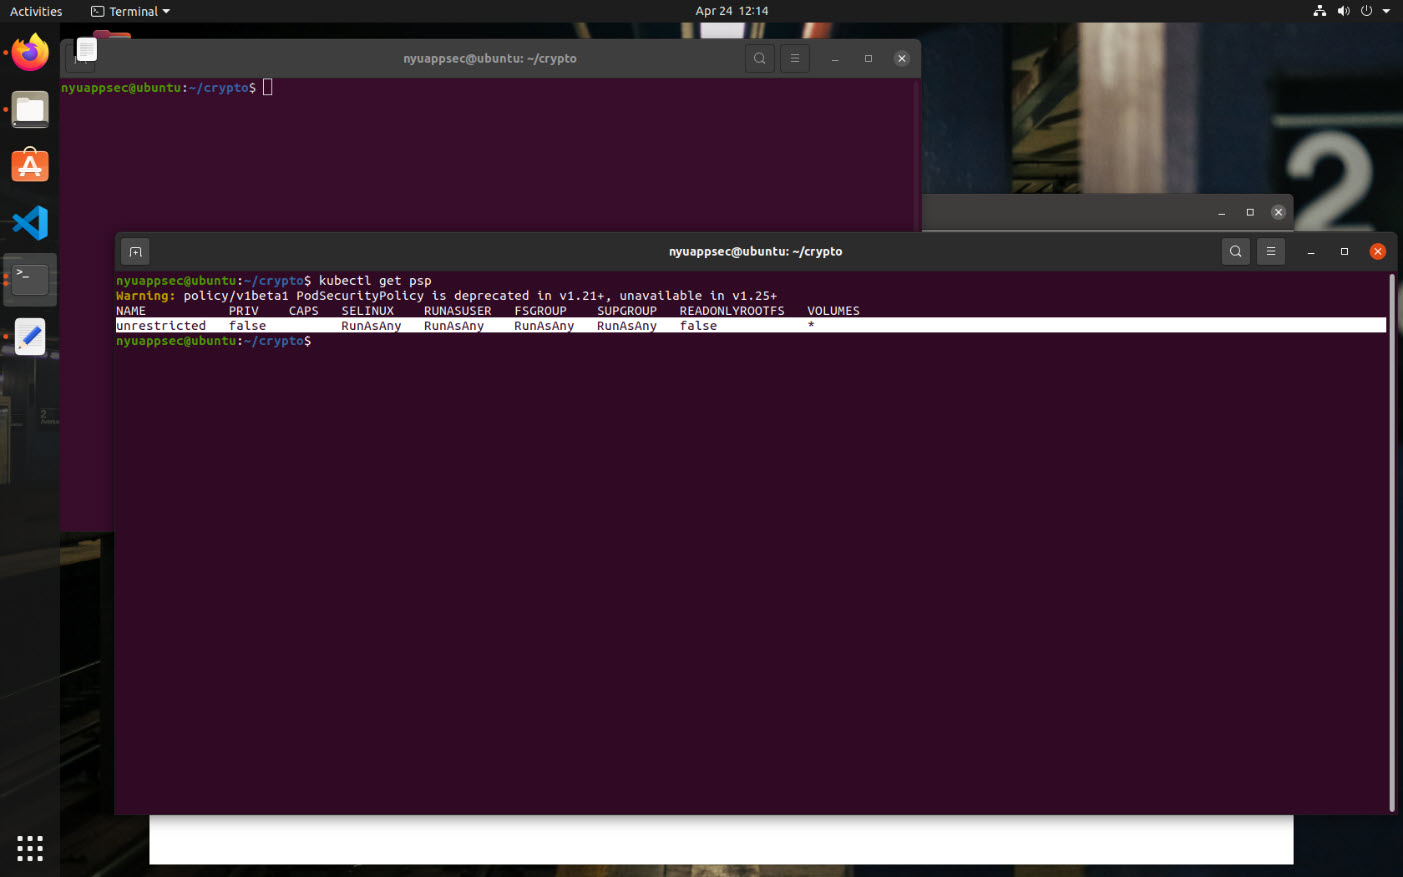 Activities Terminal Apr 24 12:14
nyuappsec@ubuntu: ~/crypto
nyuappsec@ubuntu:~/crypto$
2
nyuappsec@ubuntu: ~/crypto
nyuappsec@ubuntu:~/crypto$ kubectl get psp
Warning: policy/v1beta1 PodSecurityPolicy is deprecated in v1.21+, unavailable in v1.25+
NAME PRIV CAPS SELINUX RUNASUSER FSGROUP SUPGROUP READONLYROOTFS VOLUMES
unrestricted false RunAsAny RunAsAny RunAsAny RunAsAny false *
nyuappsec@ubuntu:~/crypto$
2